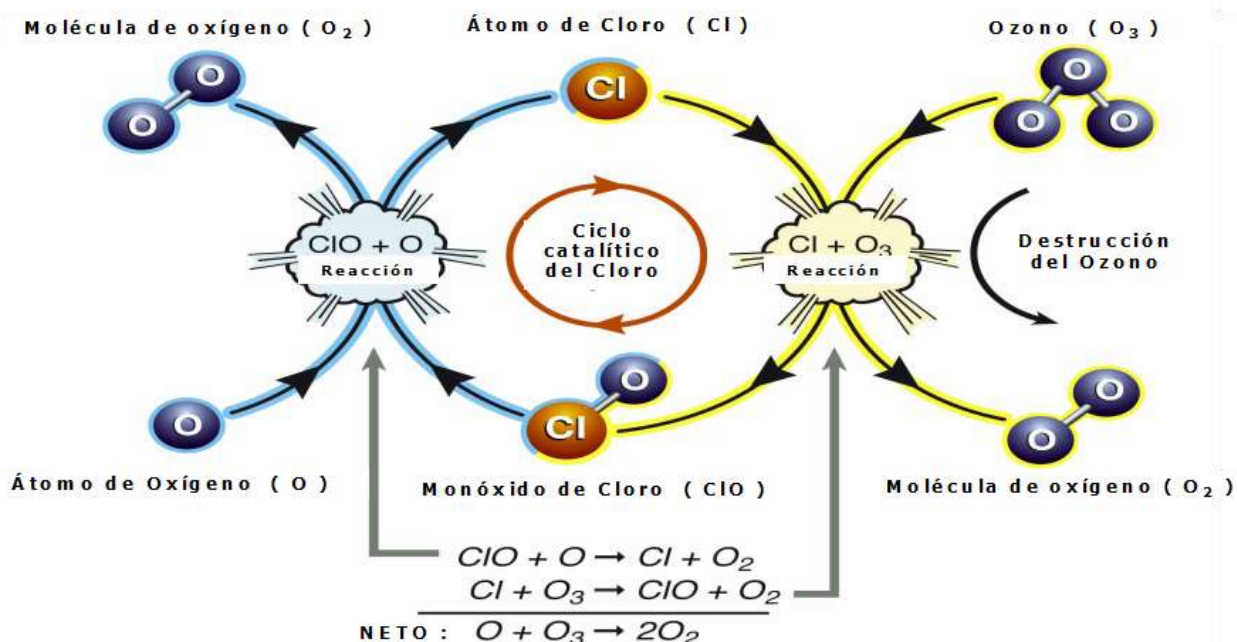 Molécula de oxígeno ( O₂ )
Átomo de Cloro ( Cl )
Ozono ( O₃ )
O
O
Cl
O
O
O
ClO + O
Reacción
Ciclo
catalítico
del Cloro
Cl + O₃
Reacción
Destrucción
del Ozono
O
Cl
O
O
O
Átomo de Oxígeno ( O )
Monóxido de Cloro ( ClO )
Molécula de oxígeno ( O₂ )
ClO + O → Cl + O₂
Cl + O₃ → ClO + O₂
NETO : O + O₃ → 2O₂